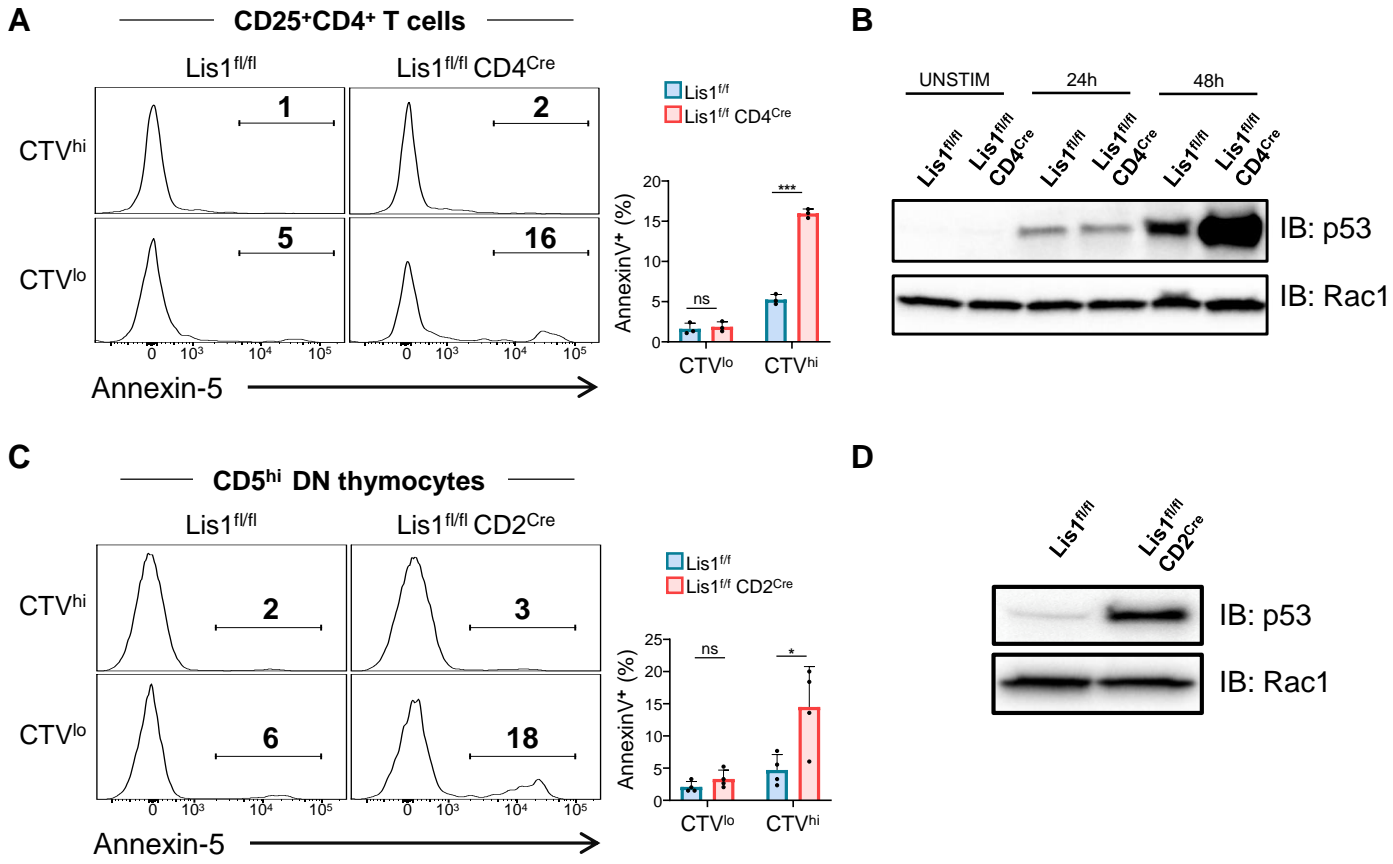 A
CD25⁺CD4⁺ T cells
Lis1ᶠˡ/ᶠˡ
Lis1ᶠˡ/ᶠˡ CD4ᶜʳᵉ
CTVʰⁱ
1
2
CTVˡᵒ
5
16
0 10³ 10⁴ 10⁵
0 10³ 10⁴ 10⁵
Annexin-5
Lis1ᶠ/ᶠ
Lis1ᶠ/ᶠ CD4ᶜʳᵉ
AnnexinV⁺ (%)
20
15
10
5
0
ns
***
CTVˡᵒ
CTVʰⁱ
B
UNSTIM
24h
48h
Lis1ᶠˡ/ᶠˡ
Lis1ᶠˡ/ᶠˡ
CD4ᶜʳᵉ
Lis1ᶠˡ/ᶠˡ
Lis1ᶠˡ/ᶠˡ
CD4ᶜʳᵉ
Lis1ᶠˡ/ᶠˡ
Lis1ᶠˡ/ᶠˡ
CD4ᶜʳᵉ
IB: p53
IB: Rac1
C
CD5ʰⁱ DN thymocytes
Lis1ᶠˡ/ᶠˡ
Lis1ᶠˡ/ᶠˡ CD2ᶜʳᵉ
CTVʰⁱ
2
3
CTVˡᵒ
6
18
0 10³ 10⁴ 10⁵
0 10³ 10⁴ 10⁵
Annexin-5
Lis1ᶠ/ᶠ
Lis1ᶠ/ᶠ CD2ᶜʳᵉ
AnnexinV⁺ (%)
25
20
15
10
5
0
ns
*
CTVˡᵒ
CTVʰⁱ
D
Lis1ᶠˡ/ᶠˡ
Lis1ᶠˡ/ᶠˡ
CD2ᶜʳᵉ
IB: p53
IB: Rac1